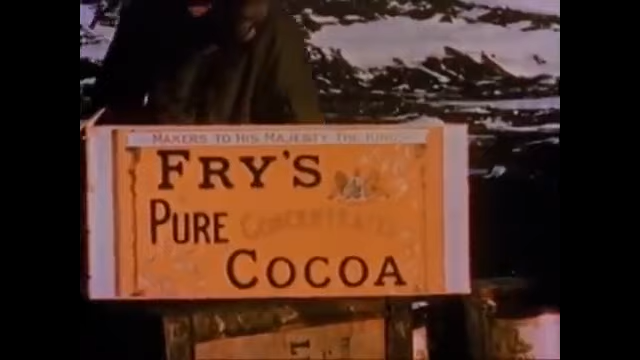 MAKERS TO HIS MAJESTY THE KING
FRY'S
PURE CONCENTRATED
COCOA